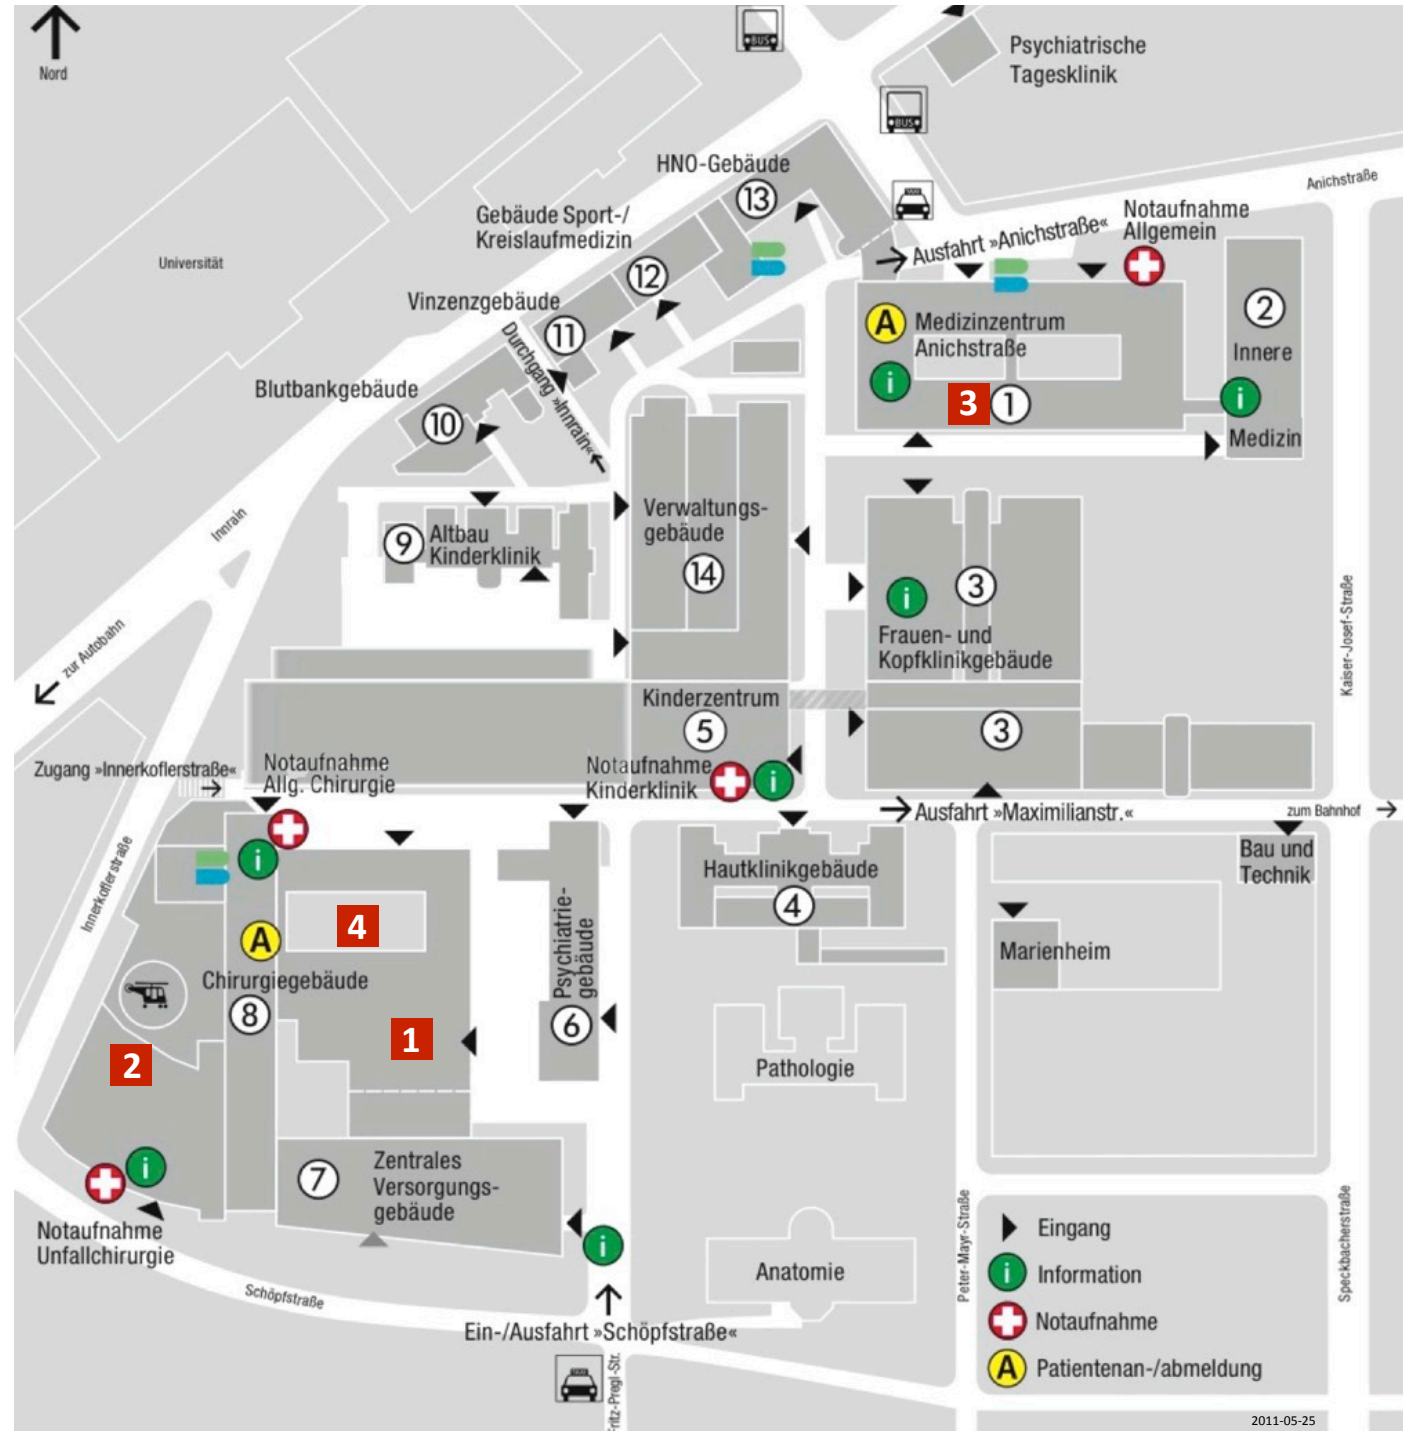 Nord
BUS
Psychiatrische
Tagesklinik
BUS
HNO-Gebäude
13
TAXI
Anichstraße
Gebäude Sport-/
Kreislaufmedizin
12
Ausfahrt »Anichstraße«
Notaufnahme
Allgemein
Universität
Vinzenzgebäude
11
Durchgang »Innrain«
A
Medizinzentrum
Anichstraße
i
3
1
2
Innere
i
Medizin
Blutbankgebäude
10
Innrain
9
Altbau
Kinderklinik
Verwaltungs-
gebäude
14
i
3
Frauen- und
Kopfklinikgebäude
Kaiser-Josef-Straße
zur Autobahn
Kinderzentrum
5
3
Notaufnahme
Kinderklinik
i
Zugang »Innerkoflerstraße«
Notaufnahme
Allg. Chirurgie
Ausfahrt »Maximilianstr.«
zum Bahnhof
Innerkoflerstraße
i
Hautklinikgebäude
4
Bau und
Technik
4
A
Chirurgiegebäude
8
Psychiatrie-
gebäude
6
Marienheim
1
2
Pathologie
i
Notaufnahme
Unfallchirurgie
7
Zentrales
Versorgungs-
gebäude
i
Schöpfstraße
Ein-/Ausfahrt »Schöpfstraße«
Fritz-Pregl-Str.
Anatomie
Peter-Mayr-Straße
Speckbacherstraße
Eingang
i Information
Notaufnahme
A Patientenan-/abmeldung
2011-05-25